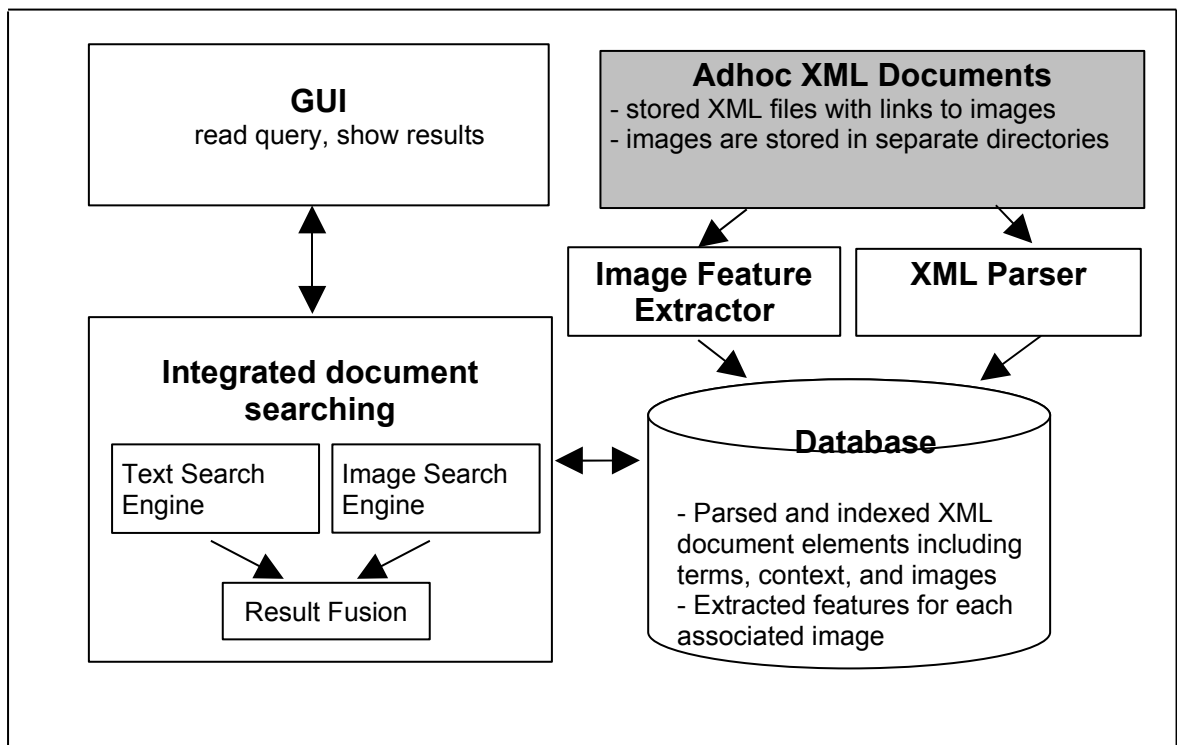 GUI
read query, show results
Adhoc XML Documents
- stored XML files with links to images
- images are stored in separate directories
Image Feature
Extractor
XML Parser
Integrated document
searching
Text Search
Engine
Image Search
Engine
Result Fusion
Database
- Parsed and indexed XML
document elements including
terms, context, and images
- Extracted features for each
associated image